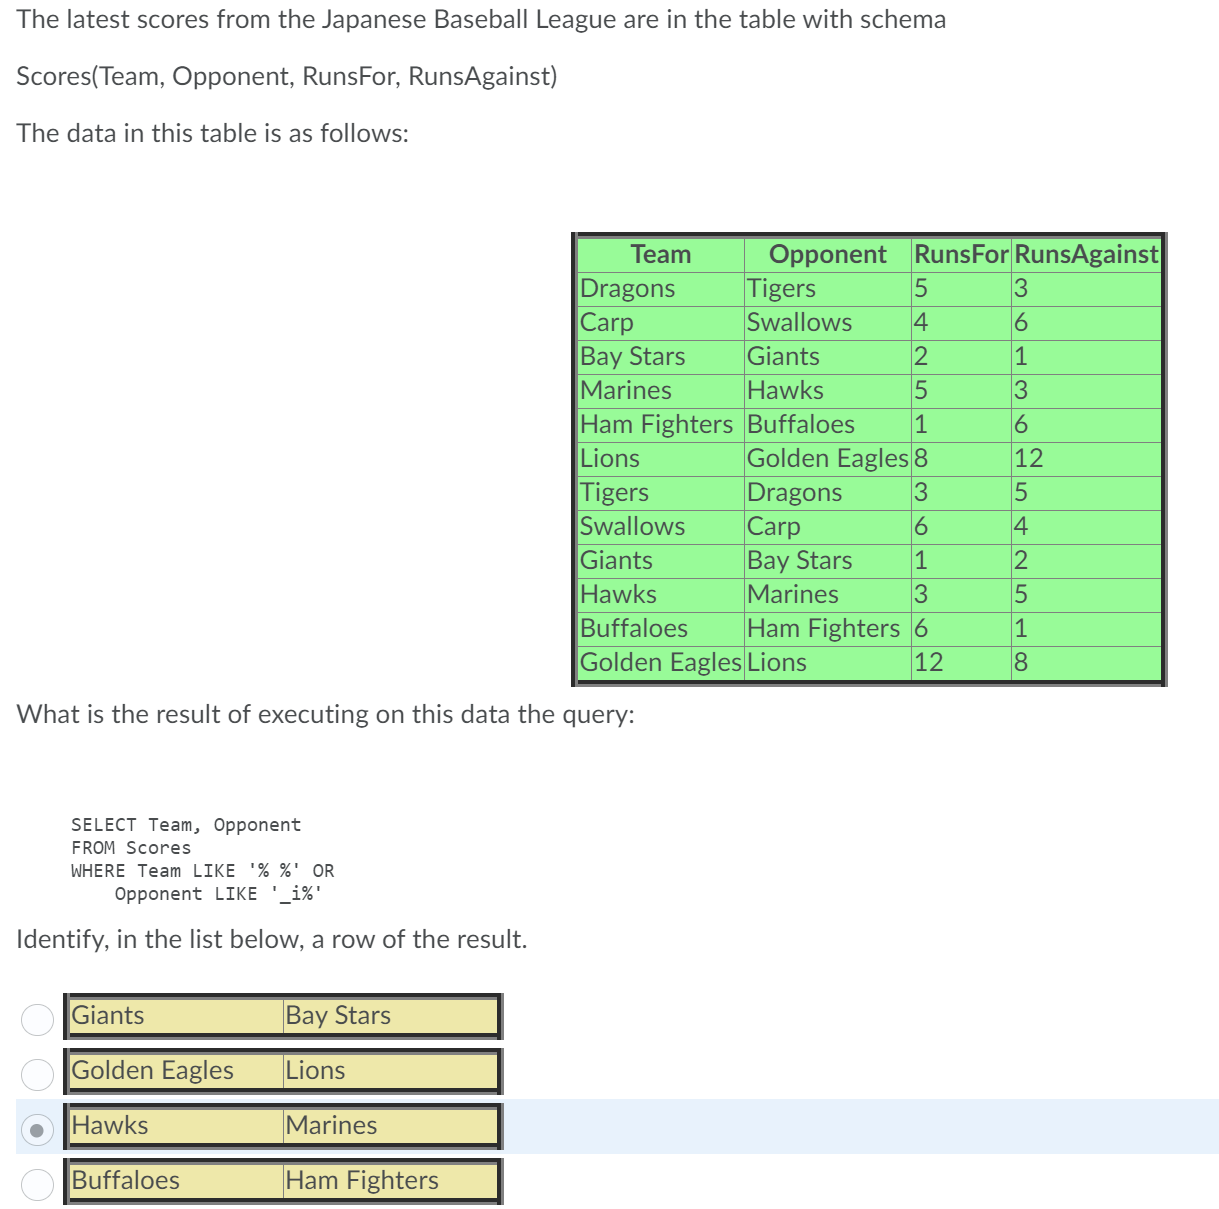 The latest scores from the Japanese Baseball League are in the table with schema
Scores(Team, Opponent, RunsFor, RunsAgainst)
The data in this table is as follows:
Team Opponent RunsFor RunsAgainst
Dragons Tigers 5 3
Carp Swallows 4 6
Bay Stars Giants 2 1
Marines Hawks 5 3
Ham Fighters Buffaloes 1 6
Lions Golden Eagles 8 12
Tigers Dragons 3 5
Swallows Carp 6 4
Giants Bay Stars 1 2
Hawks Marines 3 5
Buffaloes Ham Fighters 6 1
Golden Eagles Lions 12 8
What is the result of executing on this data the query:
SELECT Team, Opponent
FROM Scores
WHERE Team LIKE '% %' OR
Opponent LIKE '_i%'
Identify, in the list below, a row of the result.
Giants Bay Stars
Golden Eagles Lions
Hawks Marines
Buffaloes Ham Fighters